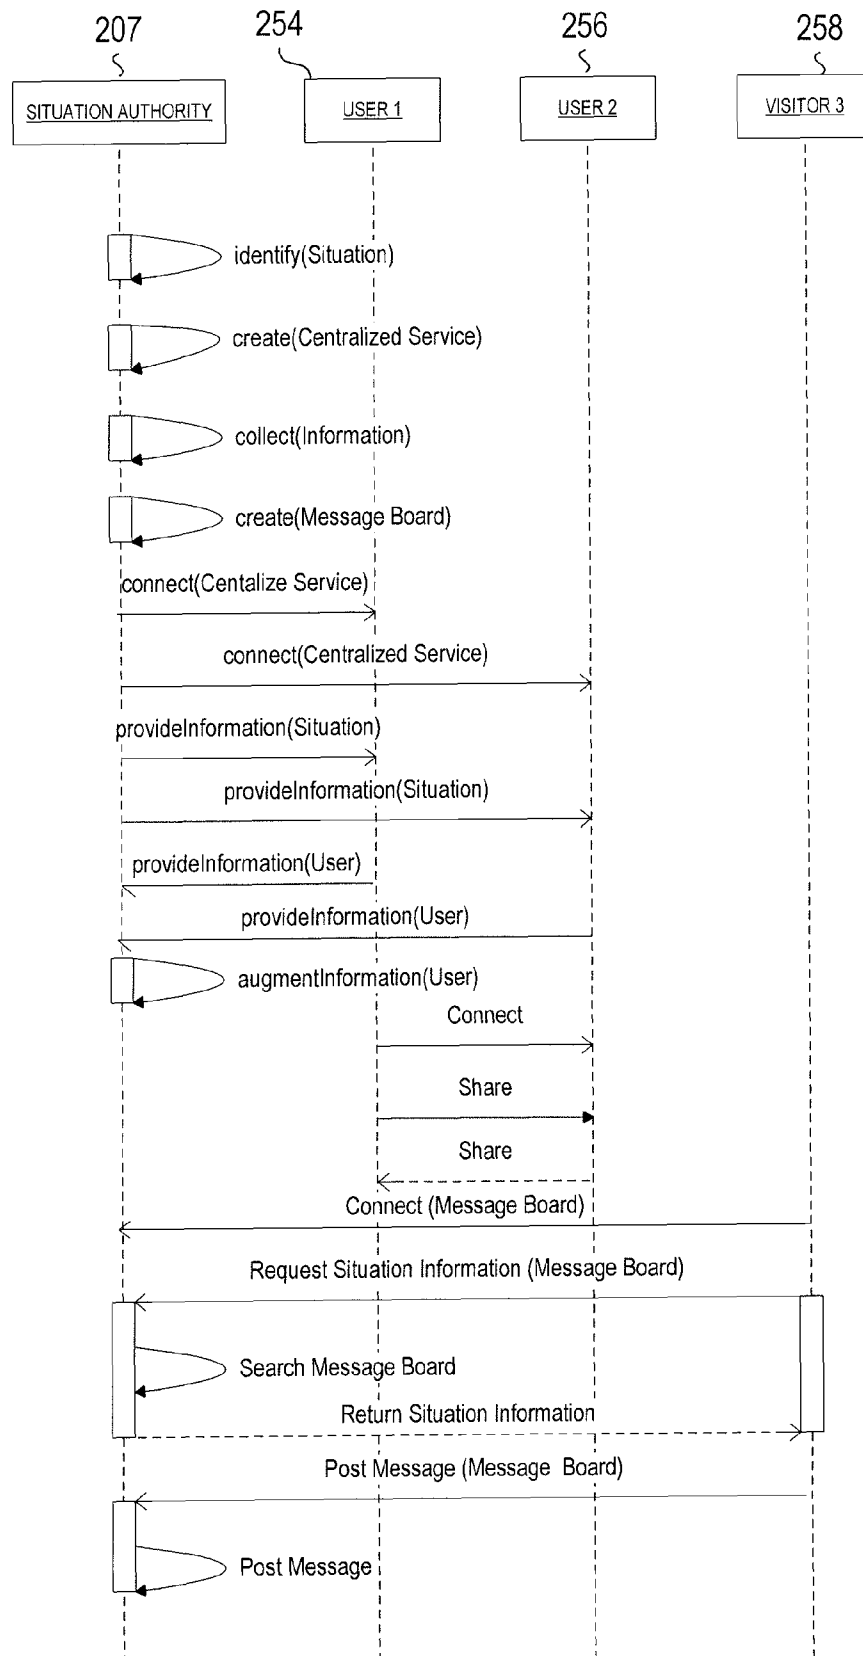 207
254
256
258
SITUATION AUTHORITY
USER 1
USER 2
VISITOR 3
identify(Situation)
create(Centralized Service)
collect(Information)
create(Message Board)
connect(Centalize Service)
connect(Centralized Service)
provideInformation(Situation)
provideInformation(Situation)
provideInformation(User)
provideInformation(User)
augmentInformation(User)
Connect
Share
Share
Connect (Message Board)
Request Situation Information (Message Board)
Search Message Board
Return Situation Information
Post Message (Message Board)
Post Message